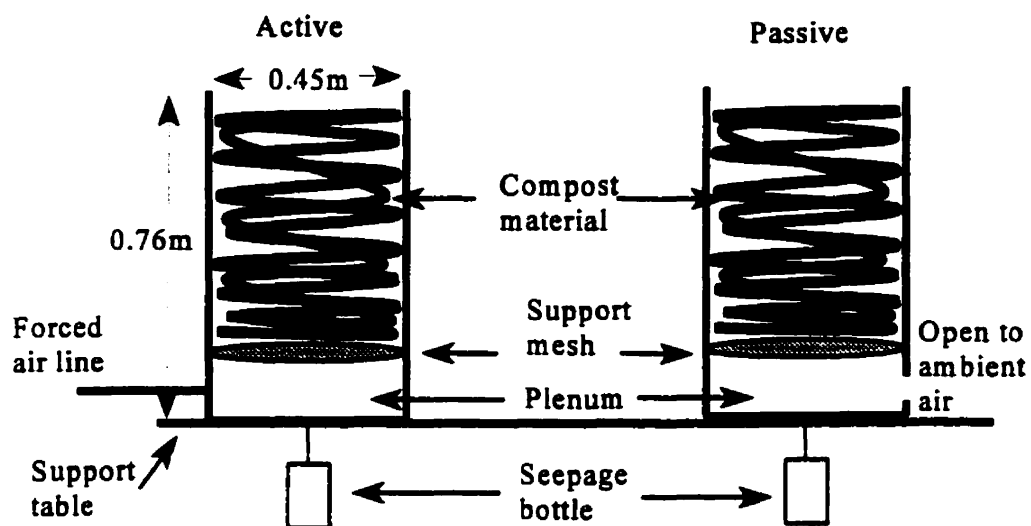 Active
Passive
0.45m
Compost
material
0.76m
Forced
air line
Support
mesh
Open to
ambient
air
Plenum
Support
table
Seepage
bottle